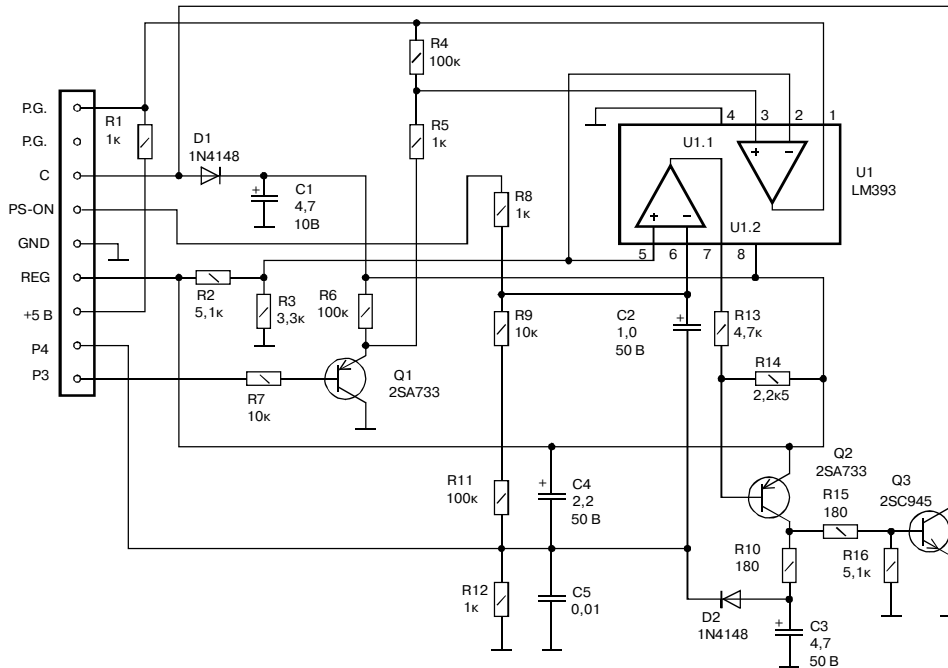 P.G.
P.G.
C
PS-ON
GND
REG
+5 В
P4
P3
R1
1к
D1
1N4148
+
C1
4,7
10В
R4
100к
R5
1к
R8
1к
4
3
2
1
U1.1
+
−
U1
LM393
+
−
U1.2
5
6
7
8
R2
5,1к
R3
3,3к
R6
100к
R9
10к
C2
1,0
50 В
+
R13
4,7к
R14
2,2к5
R7
10к
Q1
2SA733
R11
100к
+
C4
2,2
50 В
Q2
2SA733
R15
180
Q3
2SC945
R10
180
R16
5,1к
R12
1к
C5
0,01
D2
1N4148
+
C3
4,7
50 В